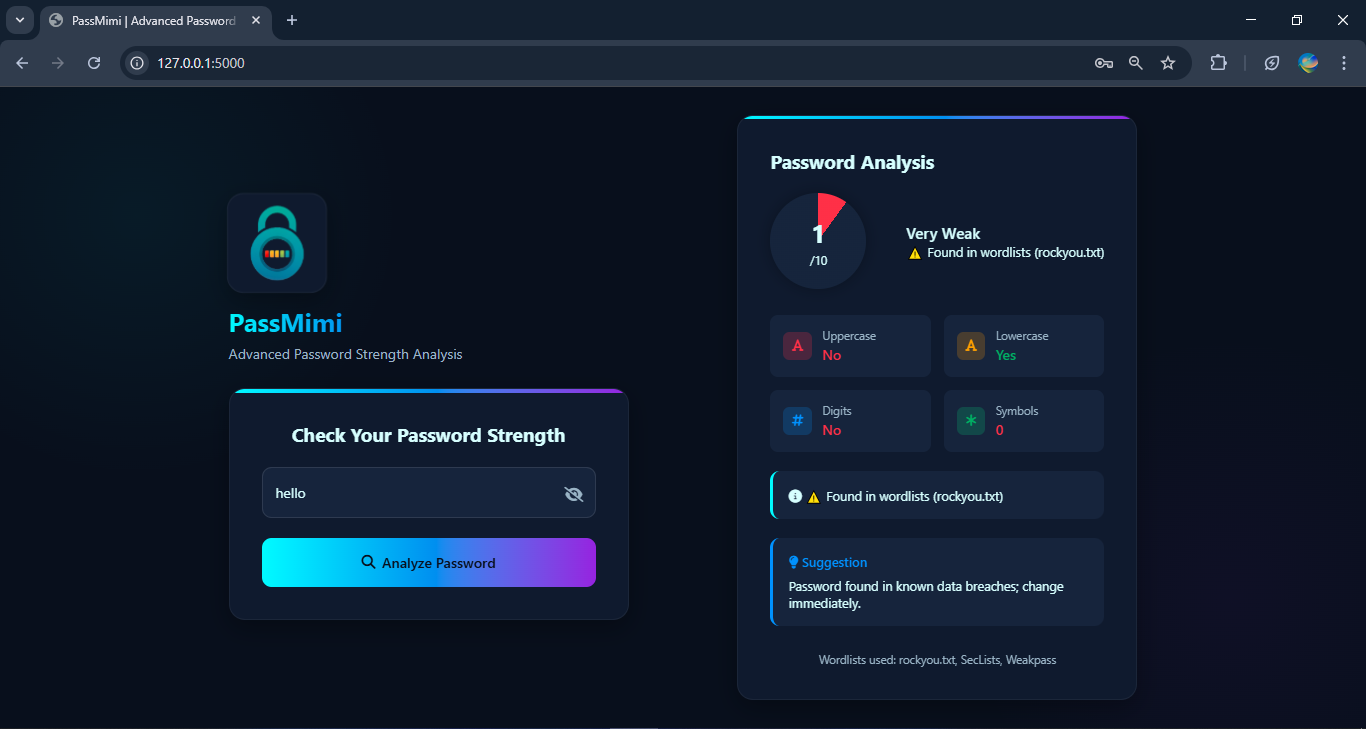 PassMimi | Advanced Password
127.0.0.1:5000
PassMimi
Advanced Password Strength Analysis
Check Your Password Strength
hello
Analyze Password
Password Analysis
1
/10
Very Weak
Found in wordlists (rockyou.txt)
A
Uppercase
No
A
Lowercase
Yes
#
Digits
No
*
Symbols
0
Found in wordlists (rockyou.txt)
Suggestion
Password found in known data breaches; change
immediately.
Wordlists used: rockyou.txt, SecLists, Weakpass